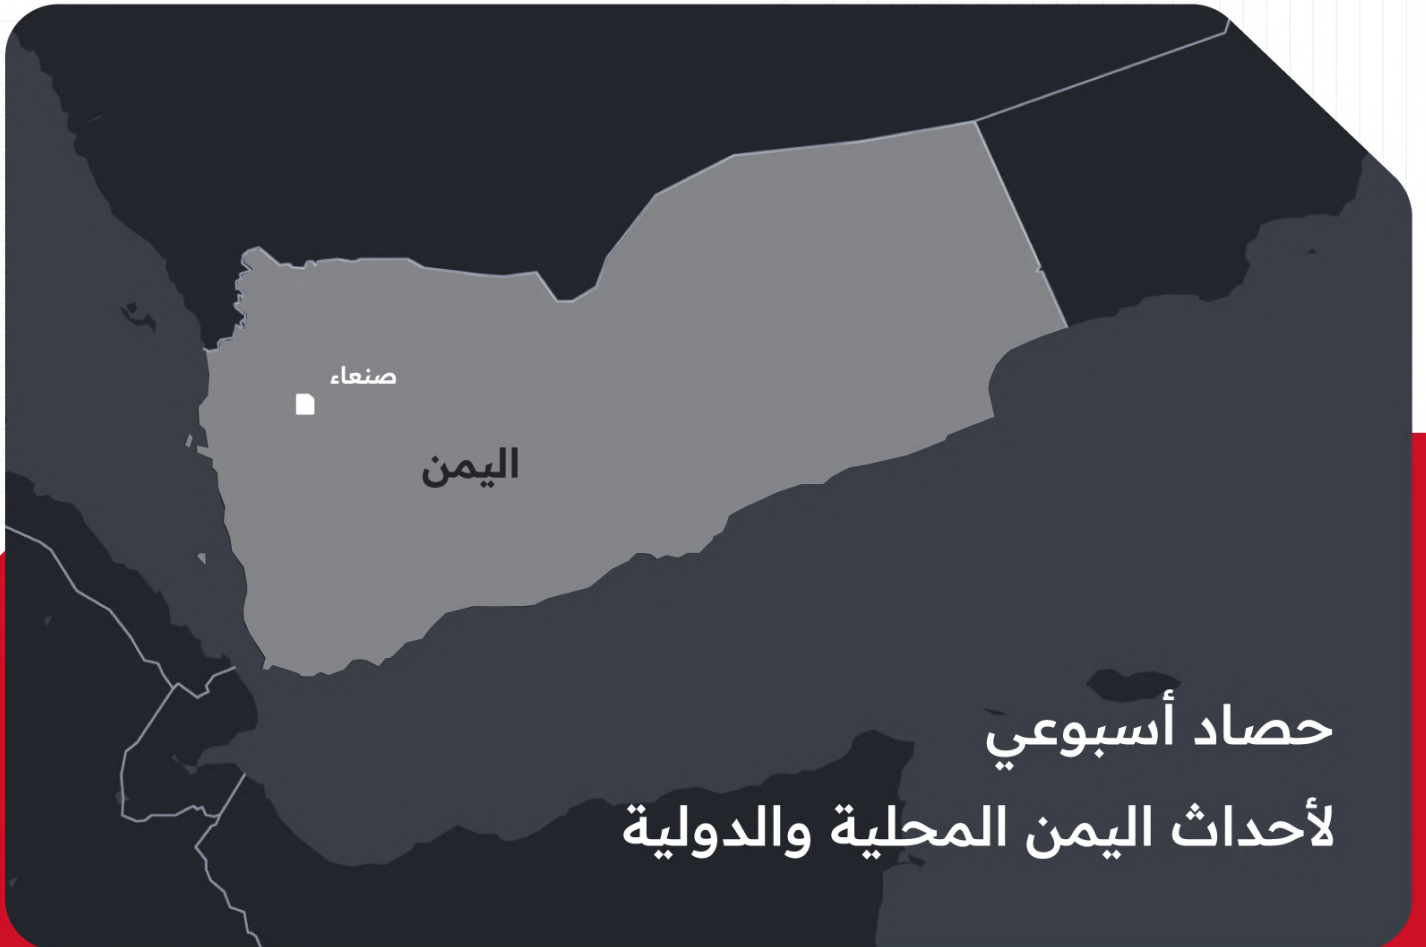 صنعاء
اليمن
حصاد أسبوعي
لأحداث اليمن المحلية والدولية